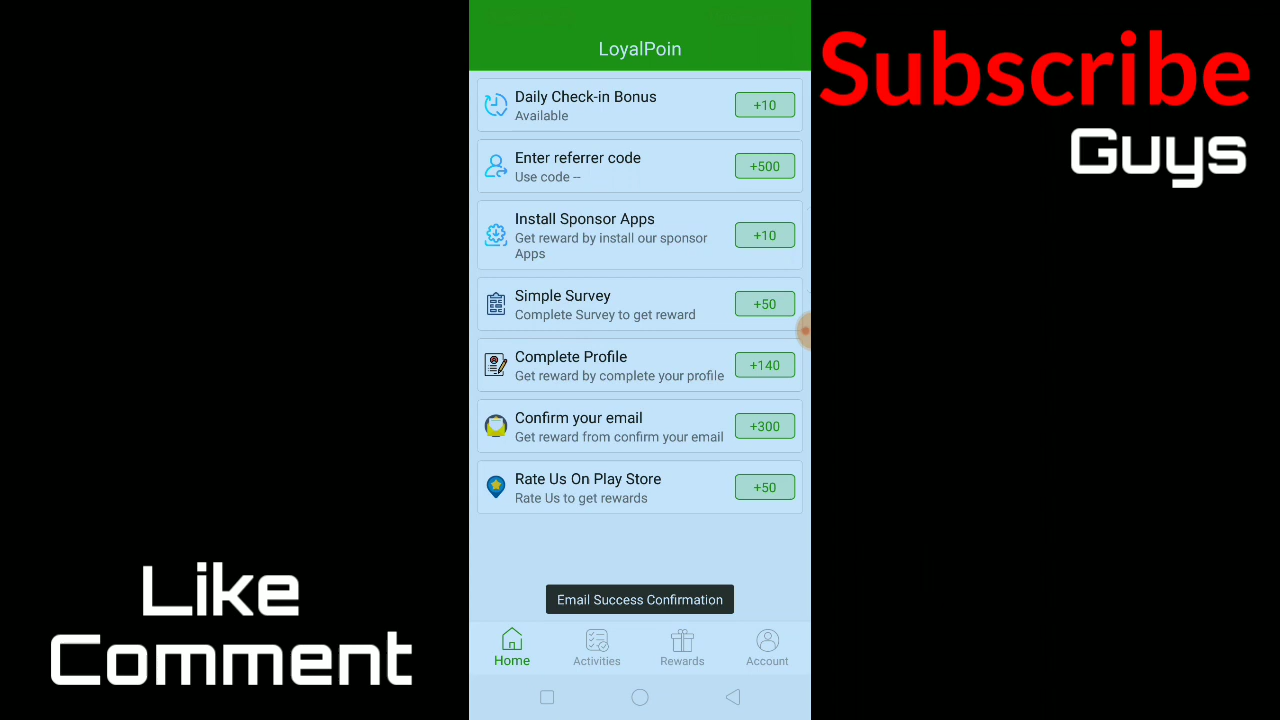 LoyalPoin
Subscribe
Guys
Daily Check-in Bonus
Available
+10
Enter referrer code
Use code --
+500
Install Sponsor Apps
Get reward by install our sponsor
Apps
+10
Simple Survey
Complete Survey to get reward
+50
Complete Profile
Get reward by complete your profile
+140
Confirm your email
Get reward from confirm your email
+300
Rate Us On Play Store
Rate Us to get rewards
+50
Like
Comment
Email Success Confirmation
Home
Activities
Rewards
Account